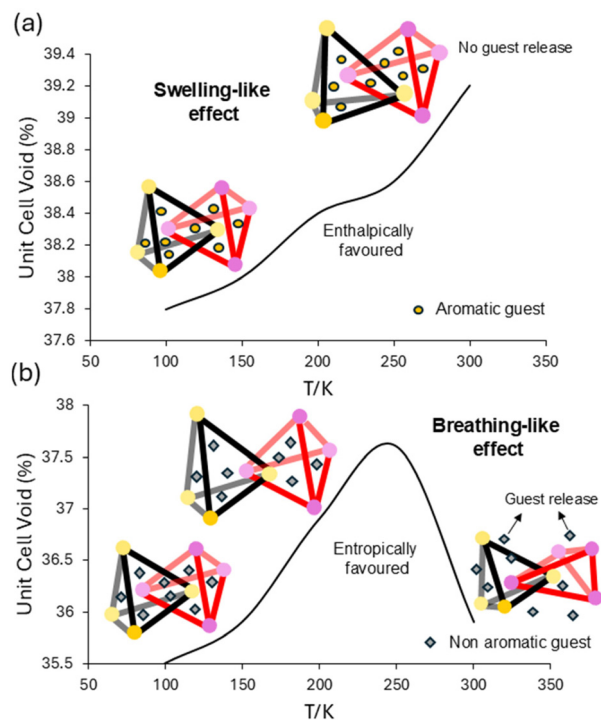 (a)
39.4
39.2
39
38.8
38.6
38.4
38.2
38
37.8
37.6
Unit Cell Void (%)
Swelling-like
effect
No guest release
Enthalpically
favoured
Aromatic guest
50
100
150
200
250
300
350
T/K
(b)
38
37.5
37
36.5
36
35.5
Unit Cell Void (%)
Breathing-like
effect
Guest release
Entropically
favoured
Non aromatic guest
50
100
150
200
250
300
350
T/K